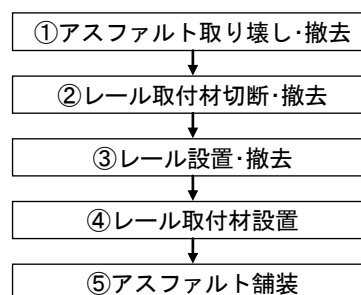 ①アスファルト取り壊し･撤去
②レール取付材切断･撤去
③レール設置･撤去
④レール取付材設置
⑤アスファルト舗装